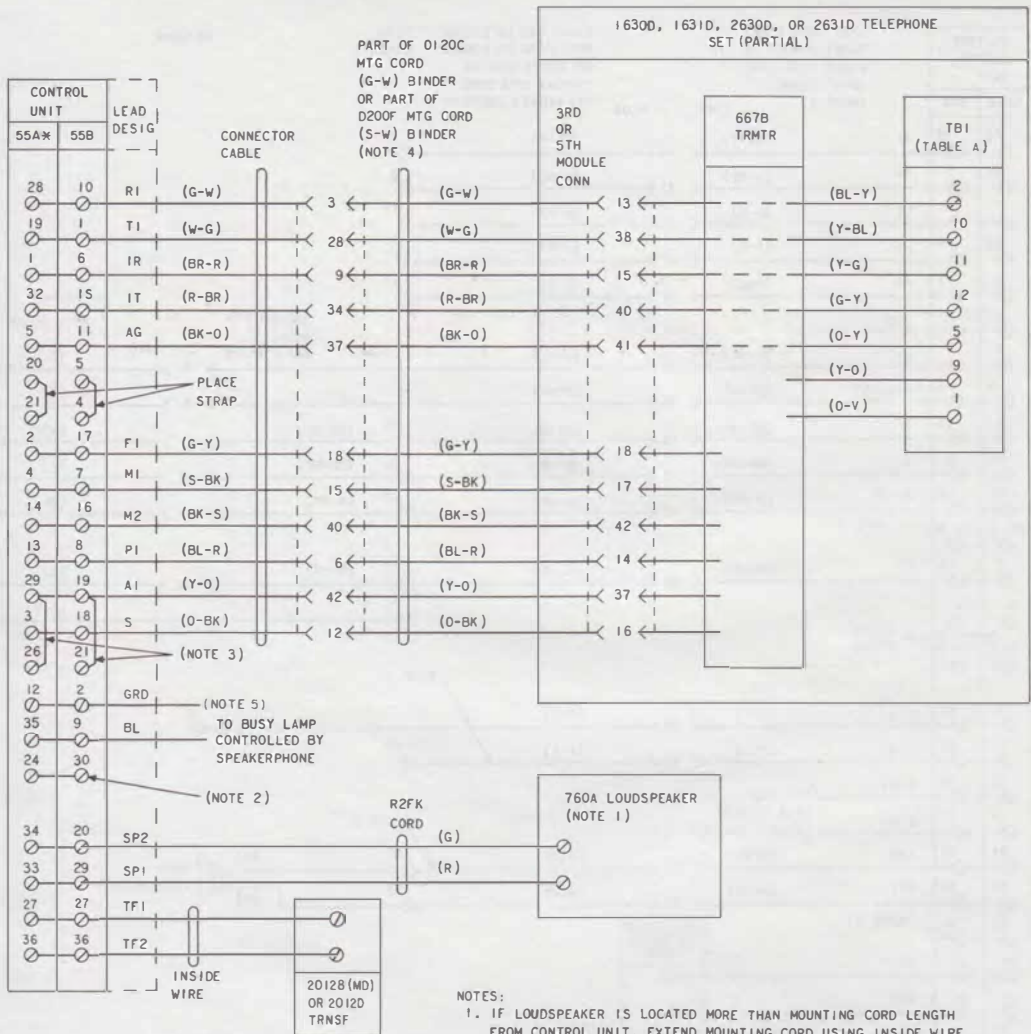 1630D, 1631D, 2630D, OR 2631D TELEPHONE
SET (PARTIAL)
PART OF D120C
MTG CORD
(G-W) BINDER
OR PART OF
D200F MTG CORD
(S-W) BINDER
(NOTE 4)
CONTROL
UNIT
55A* 55B
LEAD
DESIG
CONNECTOR
CABLE
3RD
OR
5TH
MODULE
CONN
667B
TRMTR
TB1
(TABLE A)
28 10 R1 (G-W) 3 (G-W) 13 (BL-Y) 2
19 1 T1 (W-G) 28 (W-G) 38 (Y-BL) 10
1 6 IR (BR-R) 9 (BR-R) 15 (Y-G) 11
32 15 IT (R-BR) 34 (R-BR) 40 (G-Y) 12
5 11 AG (BK-O) 37 (BK-O) 41 (O-Y) 5
20 5 (Y-O) 9
PLACE
STRAP
21 4 (O-V) 1
2 17 F1 (G-Y) 18 (G-Y) 18
4 7 M1 (S-BK) 15 (S-BK) 17
14 16 M2 (BK-S) 40 (BK-S) 42
13 8 P1 (BL-R) 6 (BL-R) 14
29 19 A1 (Y-O) 42 (Y-O) 37
3 18 S (O-BK) 12 (O-BK) 16
26 21 (NOTE 3)
12 2 GRD (NOTE 5)
35 9 BL TO BUSY LAMP
CONTROLLED BY
SPEAKERPHONE
24 30
(NOTE 2)
R2FK
CORD
760A LOUDSPEAKER
(NOTE 1)
34 20 SP2 (G)
33 29 SP1 (R)
27 27 TF1
36 36 TF2
INSIDE
WIRE
2012B (MD)
OR 2012D
TRNSF
NOTES:
1. IF LOUDSPEAKER IS LOCATED MORE THAN MOUNTING CORD LENGTH
FROM CONTROL UNIT, EXTEND MOUNTING CORD USING INSIDE WIRE